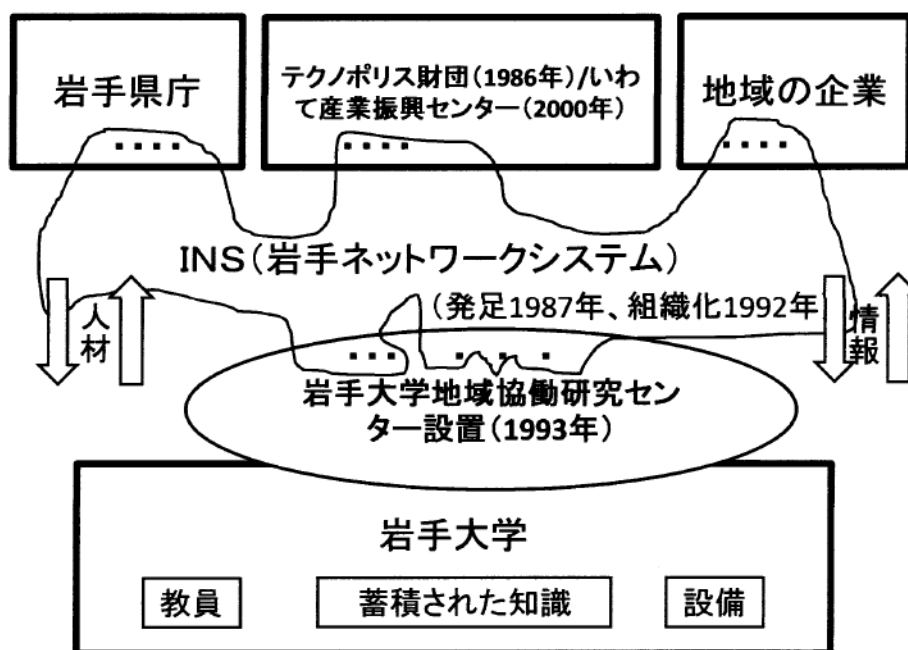 岩手県庁
テクノポリス財団(1986年)/いわ
て産業振興センター(2000年)
地域の企業
INS(岩手ネットワークシステム)
(発足1987年、組織化1992年)
人
材
情
報
岩手大学地域協働研究セン
ター設置(1993年)
岩手大学
教員
蓄積された知識
設備